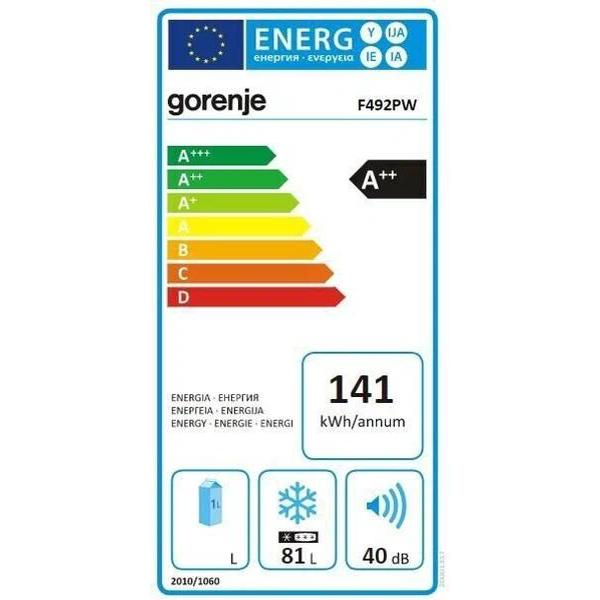 ENERG Y IJA
енергия · ενεργεια IE IA
gorenje F492PW
A+++
A++ A++
A+
A
B
C
D
141
kWh/annum
ENERGIA · ЕНЕРГИЯ
ΕΝΕΡΓΕΙΑ · ENERGIJA
ENERGY · ENERGIE · ENERGI
1L
L 81 L 40 dB
2010/1060